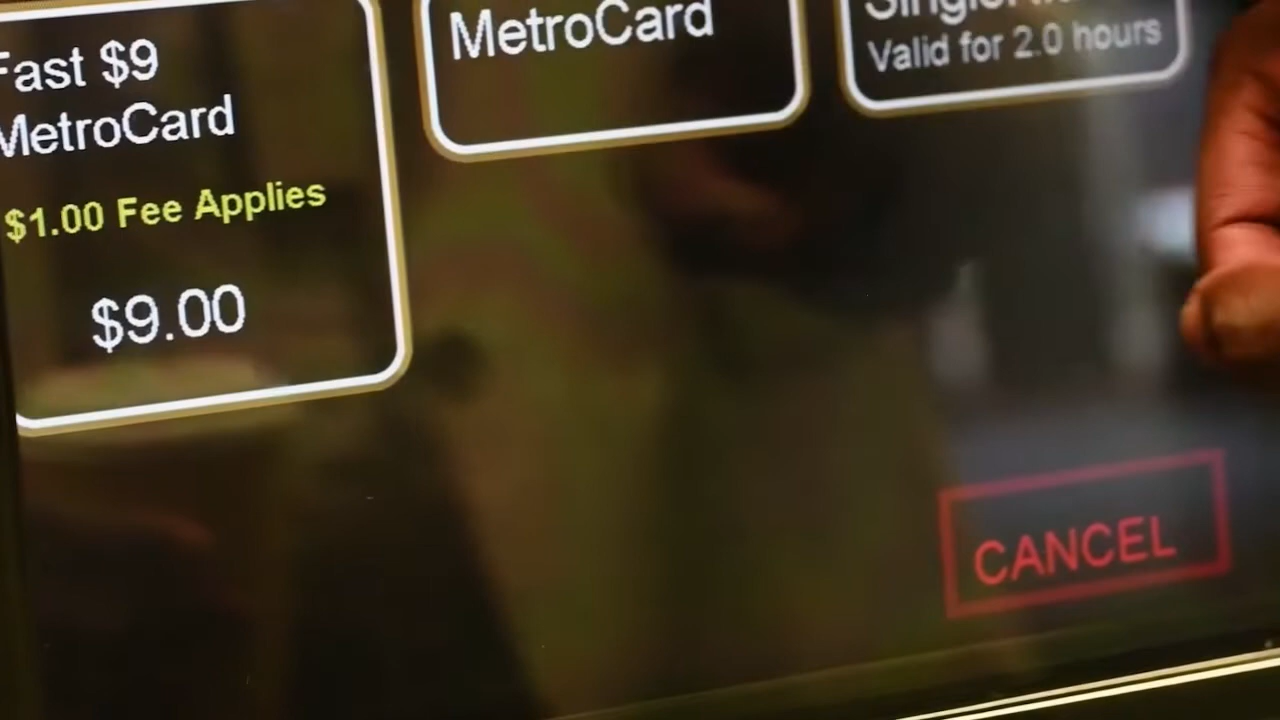 Fast $9
MetroCard
$1.00 Fee Applies
$9.00
MetroCard
Valid for 2.0 hours
CANCEL